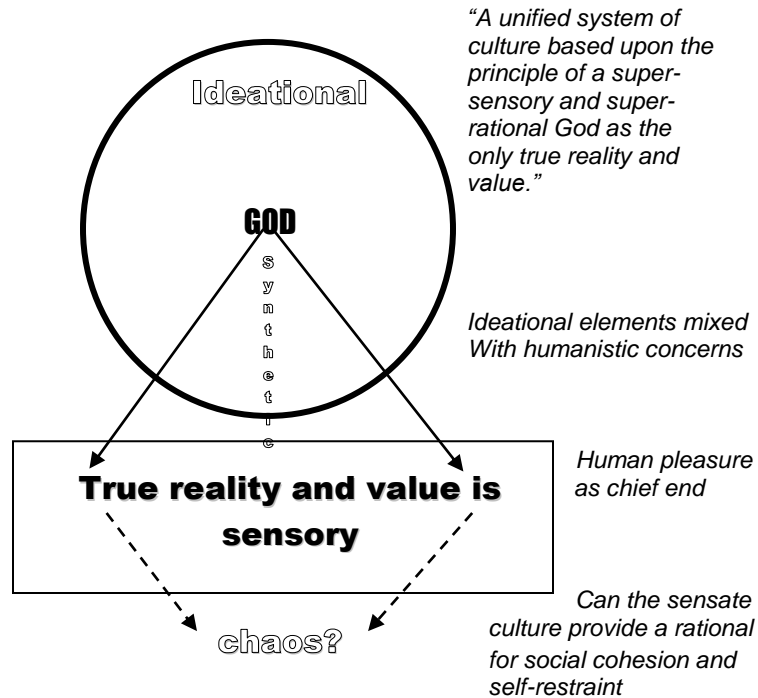 “A unified system of
culture based upon the
principle of a super-
sensory and super-
rational God as the
only true reality and
value.”
Ideational
GOD
synthetic
Ideational elements mixed
With humanistic concerns
Human pleasure
as chief end
True reality and value is
sensory
Can the sensate
culture provide a rational
for social cohesion and
self-restraint
chaos?